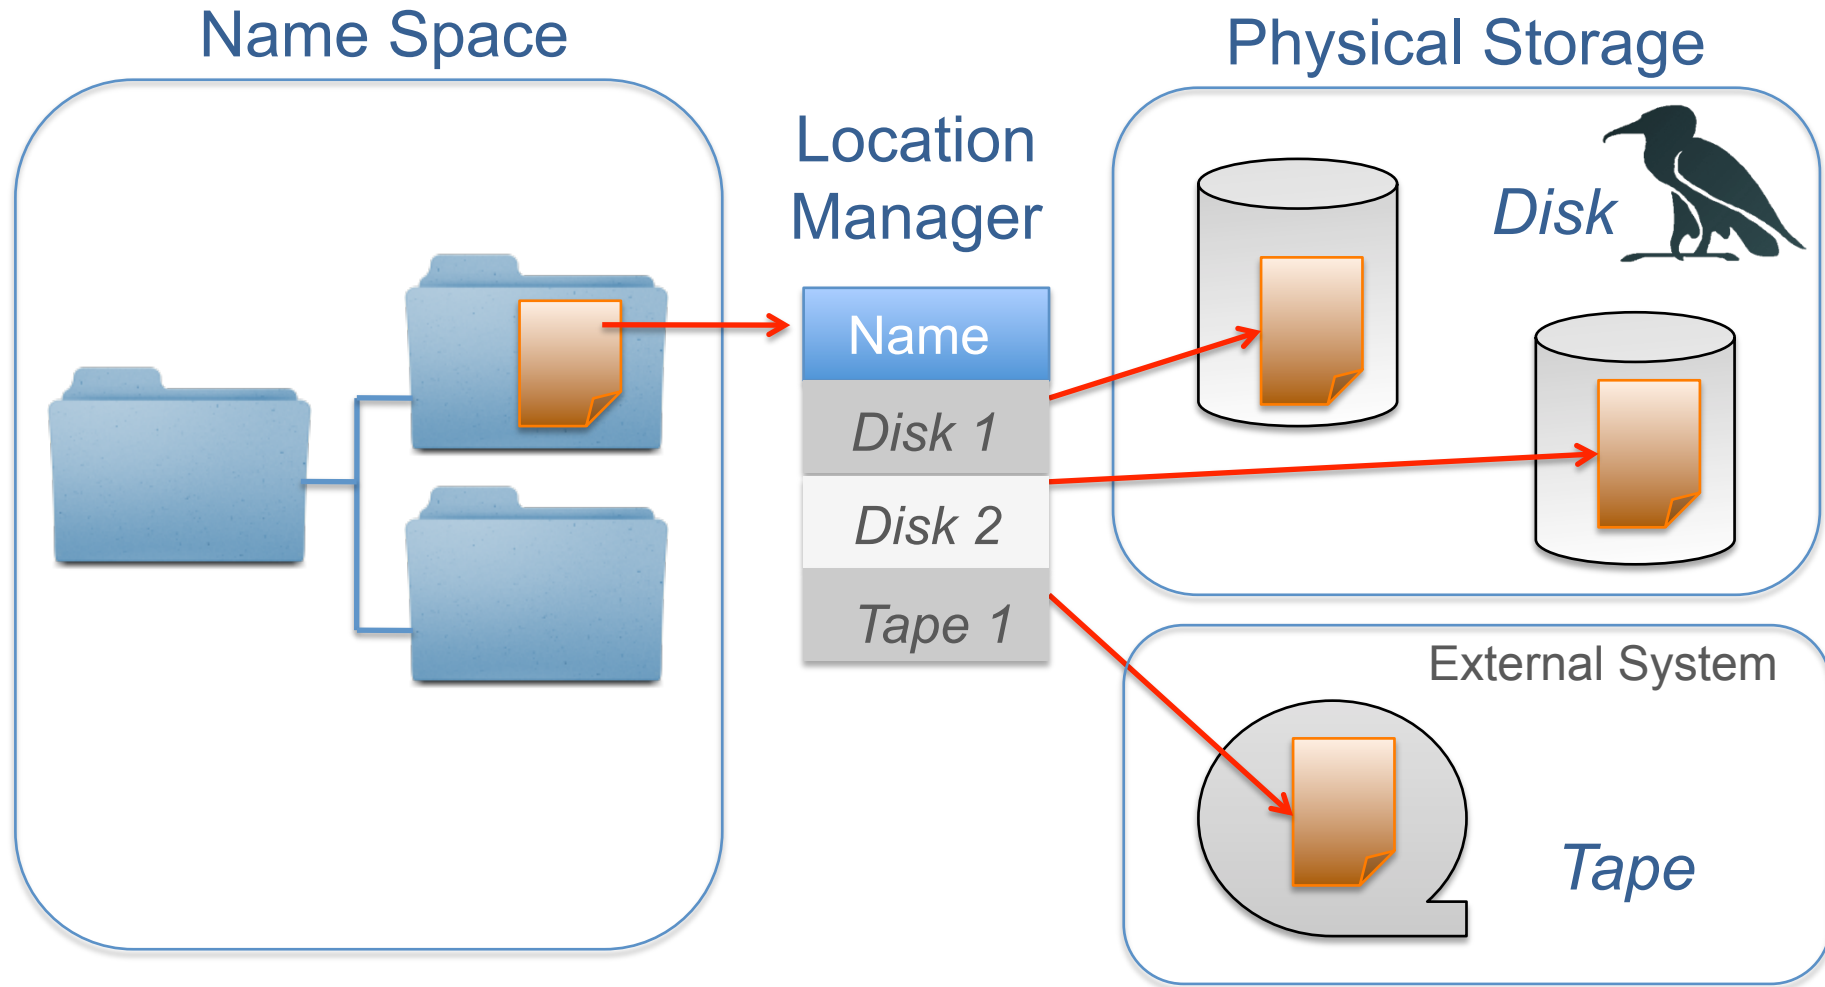 Name Space
Location
Manager
Name
Disk 1
Disk 2
Tape 1
Physical Storage
Disk
External System
Tape